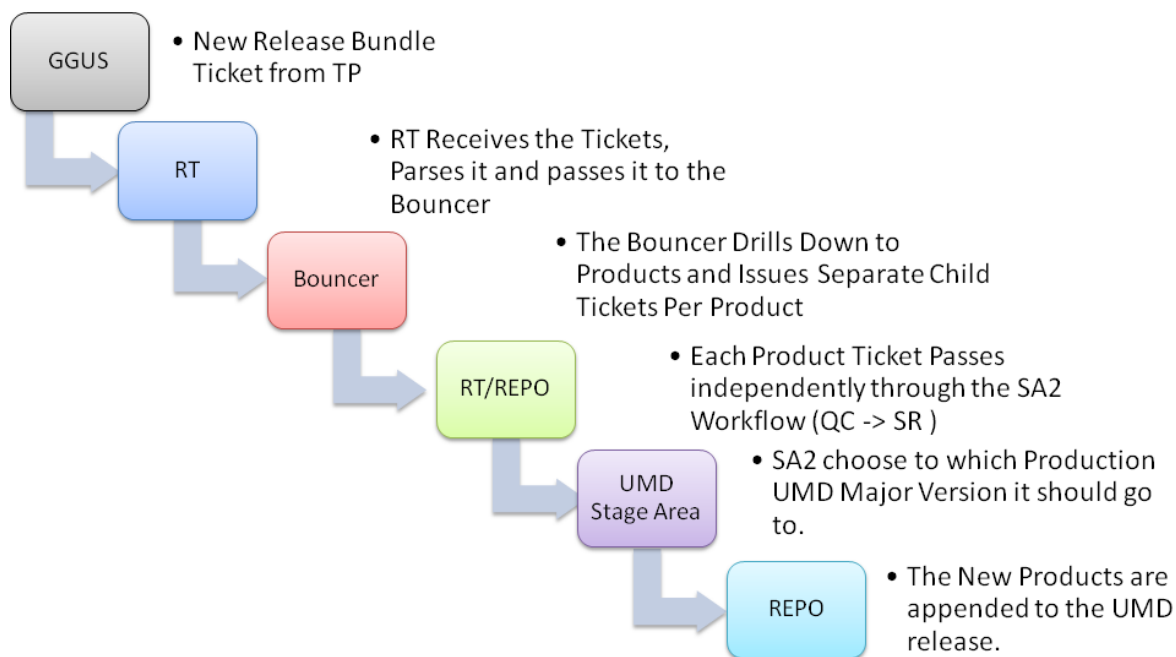 GGUS
• New Release Bundle
Ticket from TP
RT
• RT Receives the Tickets,
Parses it and passes it to the
Bouncer
Bouncer
• The Bouncer Drills Down to
Products and Issues Separate Child
Tickets Per Product
RT/REPO
• Each Product Ticket Passes
independently through the SA2
Workflow (QC -> SR )
UMD
Stage Area
• SA2 choose to which Production
UMD Major Version it should go
to.
REPO
• The New Products are
appended to the UMD
release.